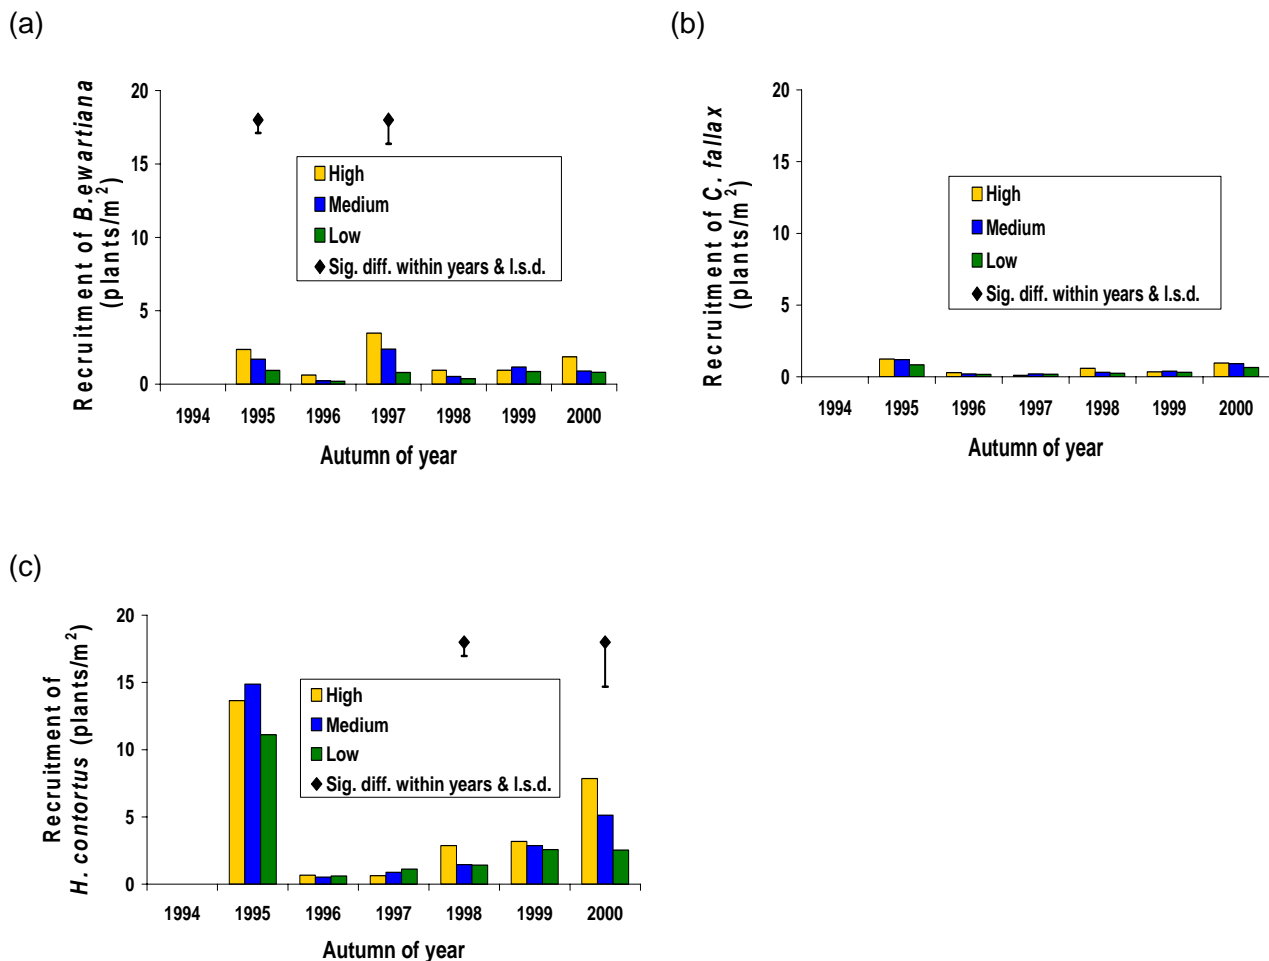 (a)
Recruitment of B.ewartiana
(plants/m²)
20
15
10
5
0
High
Medium
Low
Sig. diff. within years & l.s.d.
1994 1995 1996 1997 1998 1999 2000
Autumn of year
(b)
Recruitment of C. fallax
(plants/m²)
20
15
10
5
0
High
Medium
Low
Sig. diff. within years & l.s.d.
1994 1995 1996 1997 1998 1999 2000
Autumn of year
(c)
Recruitment of
H. contortus (plants/m²)
20
15
10
5
0
High
Medium
Low
Sig. diff. within years & l.s.d.
1994 1995 1996 1997 1998 1999 2000
Autumn of year